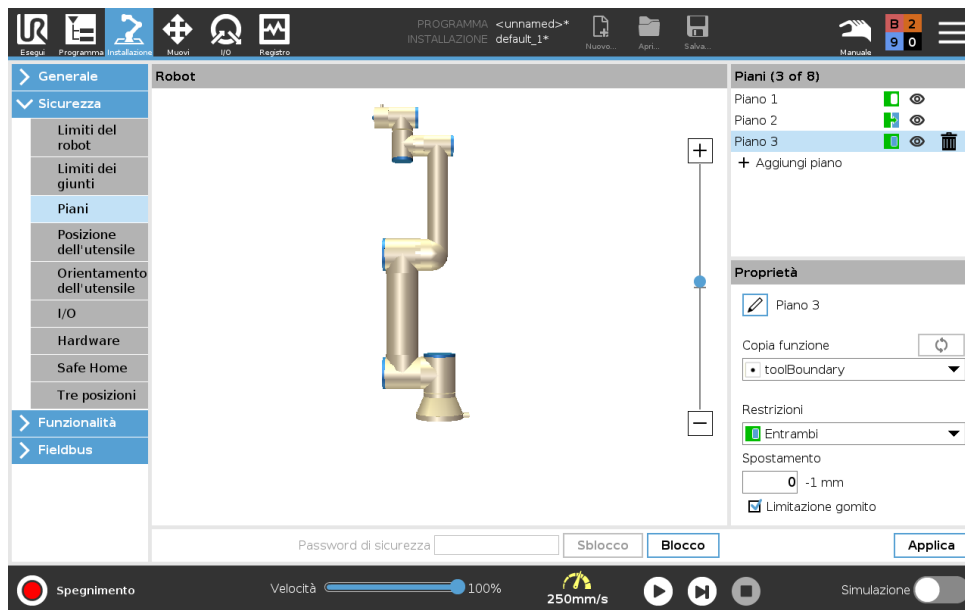 PROGRAMMA <unnamed>*
INSTALLAZIONE default_1*
Esegui
Programma
Installazione
Muovi
I/O
Registro
Nuovo...
Apri...
Salva...
Manuale
B 2
9 0
Generale
Sicurezza
Limiti del
robot
Limiti dei
giunti
Piani
Posizione
dell'utensile
Orientamento
dell'utensile
I/O
Hardware
Safe Home
Tre posizioni
Funzionalità
Fieldbus
Robot
Piani (3 of 8)
Piano 1
Piano 2
Piano 3
+ Aggiungi piano
Proprietà
Piano 3
Copia funzione
toolBoundary
Restrizioni
Entrambi
Spostamento
0 -1 mm
Limitazione gomito
Password di sicurezza
Sblocco
Blocco
Applica
Spegnimento
Velocità
100%
250mm/s
Simulazione